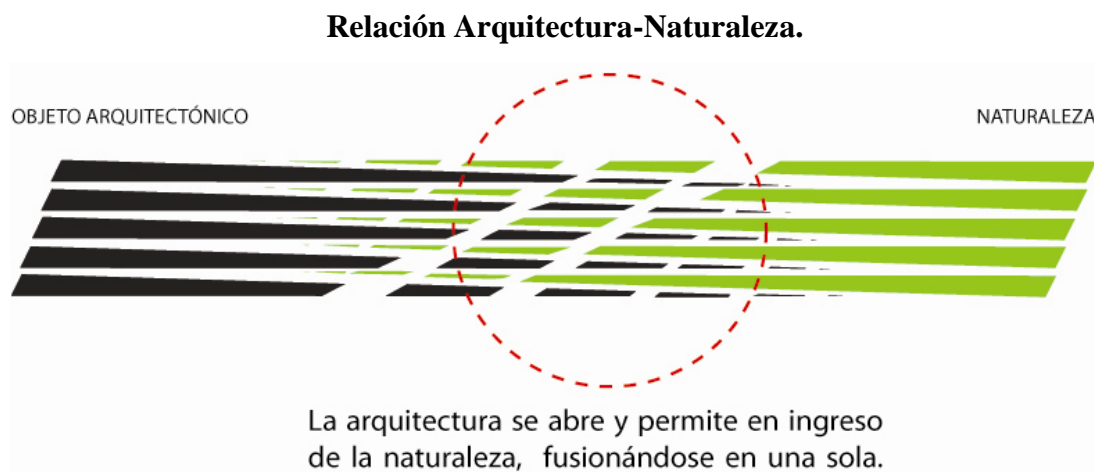 Relación Arquitectura-Naturaleza.
OBJETO ARQUITECTÓNICO
NATURALEZA
La arquitectura se abre y permite en ingreso
de la naturaleza, fusionándose en una sola.